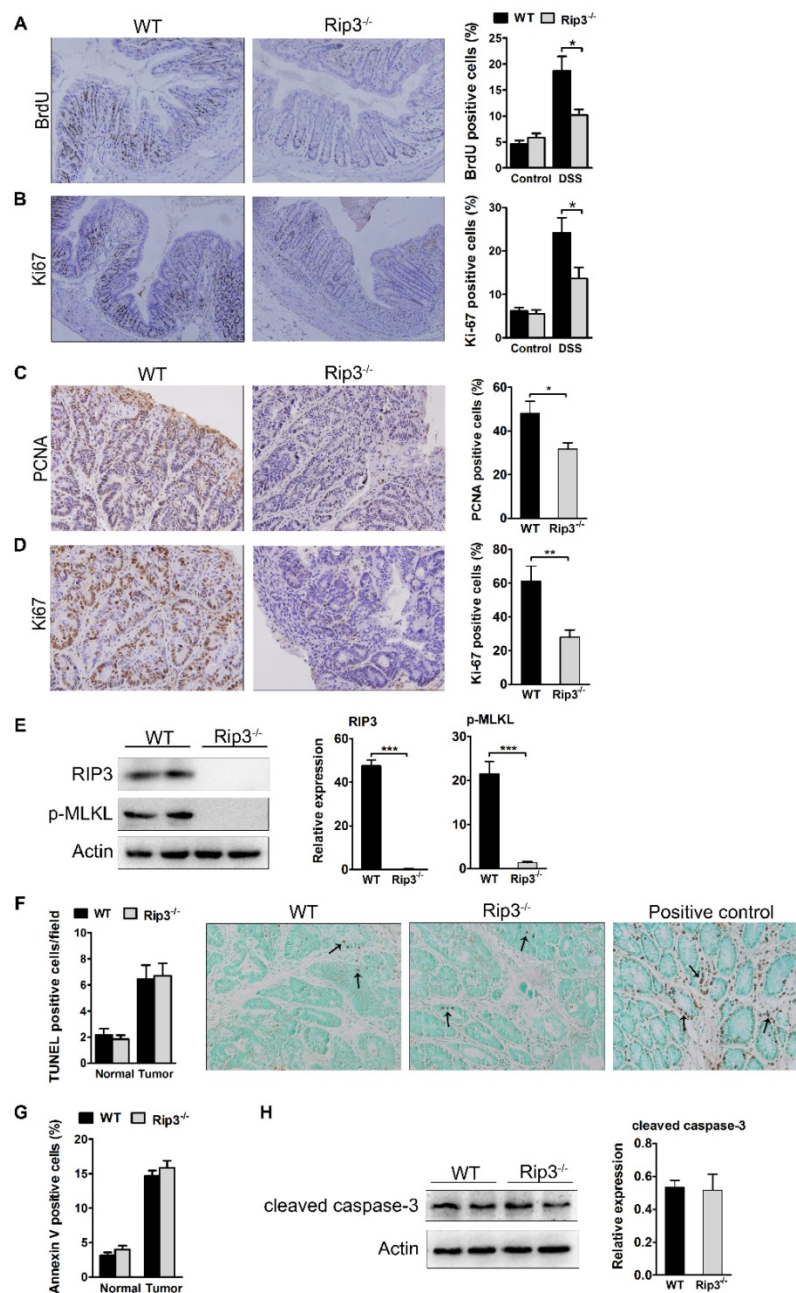 A
WT
Rip3-/-
BrdU
WT Rip3-/-
BrdU positive cells (%)
25
20
15
10
5
0
*
Control DSS
B
Ki67
Ki-67 positive cells (%)
30
20
10
0
*
Control DSS
C
WT
Rip3-/-
PCNA
PCNA positive cells (%)
60
40
20
0
*
WT Rip3-/-
D
Ki67
Ki-67 positive cells (%)
80
60
40
20
0
**
WT Rip3-/-
E
WT Rip3-/-
RIP3
p-MLKL
Actin
RIP3
Relative expression
60
40
20
0
***
WT Rip3-/-
p-MLKL
30
20
10
0
***
WT Rip3-/-
F
WT Rip3-/-
TUNEL positive cells/field
10
8
6
4
2
0
Normal Tumor
WT
Rip3-/-
Positive control
G
WT Rip3-/-
Annexin V positive cells (%)
20
15
10
5
0
Normal Tumor
H
WT Rip3-/-
cleaved caspase-3
Actin
cleaved caspase-3
Relative expression
0.8
0.6
0.4
0.2
0.0
WT Rip3-/-